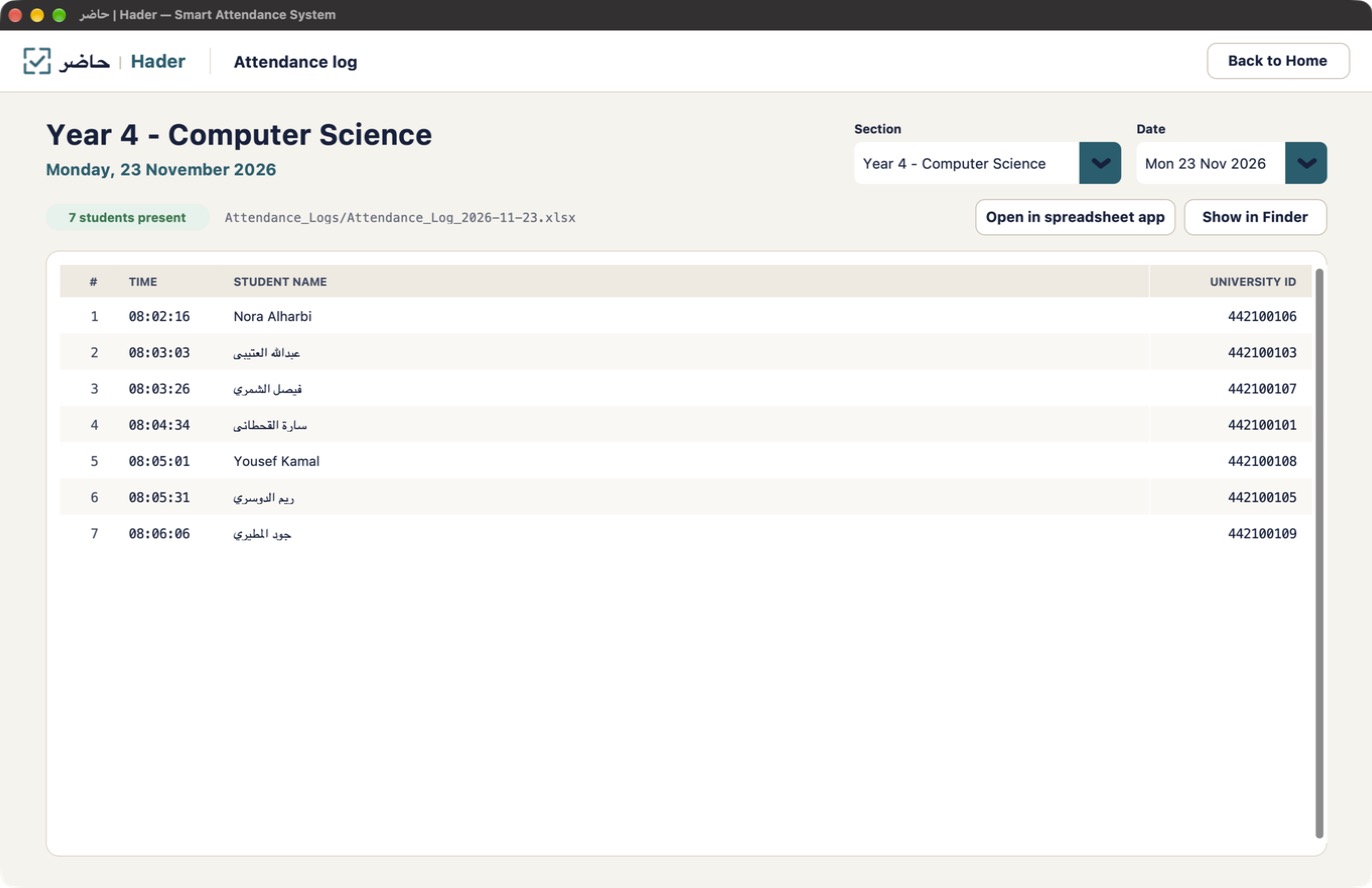 حاضر | Hader — Smart Attendance System
حاضر | Hader
Attendance log
Back to Home
Year 4 - Computer Science
Monday, 23 November 2026
Section
Year 4 - Computer Science
Date
Mon 23 Nov 2026
7 students present
Attendance_Logs/Attendance_Log_2026-11-23.xlsx
Open in spreadsheet app
Show in Finder
# TIME STUDENT NAME UNIVERSITY ID
1 08:02:16 Nora Alharbi 442100106
2 08:03:03 عبدالله العتيبي 442100103
3 08:03:26 فيصل الشمري 442100107
4 08:04:34 سارة القحطاني 442100101
5 08:05:01 Yousef Kamal 442100108
6 08:05:31 ريم الدوسري 442100105
7 08:06:06 جود المطيري 442100109